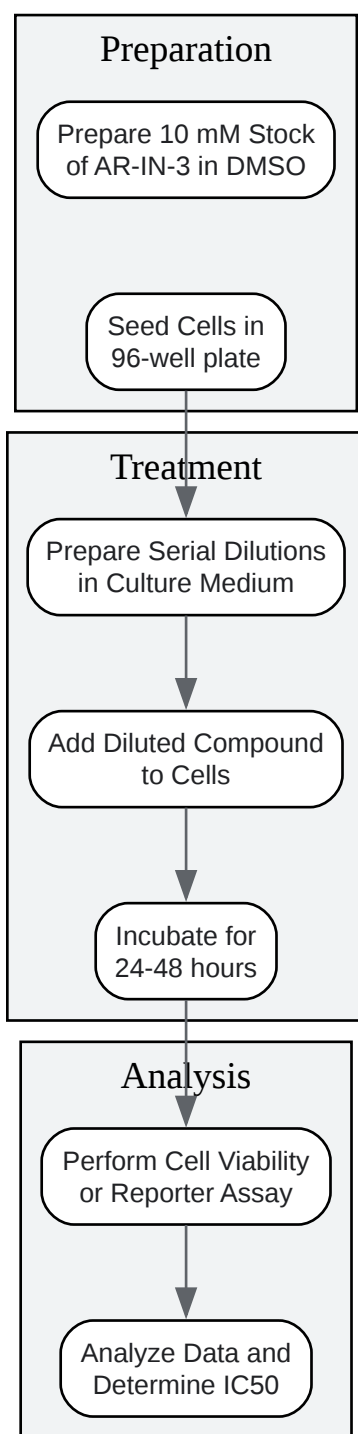 Preparation
Prepare 10 mM Stock
of AR-IN-3 in DMSO
Seed Cells in
96-well plate
Treatment
Prepare Serial Dilutions
in Culture Medium
Add Diluted Compound
to Cells
Incubate for
24-48 hours
Analysis
Perform Cell Viability
or Reporter Assay
Analyze Data and
Determine IC50